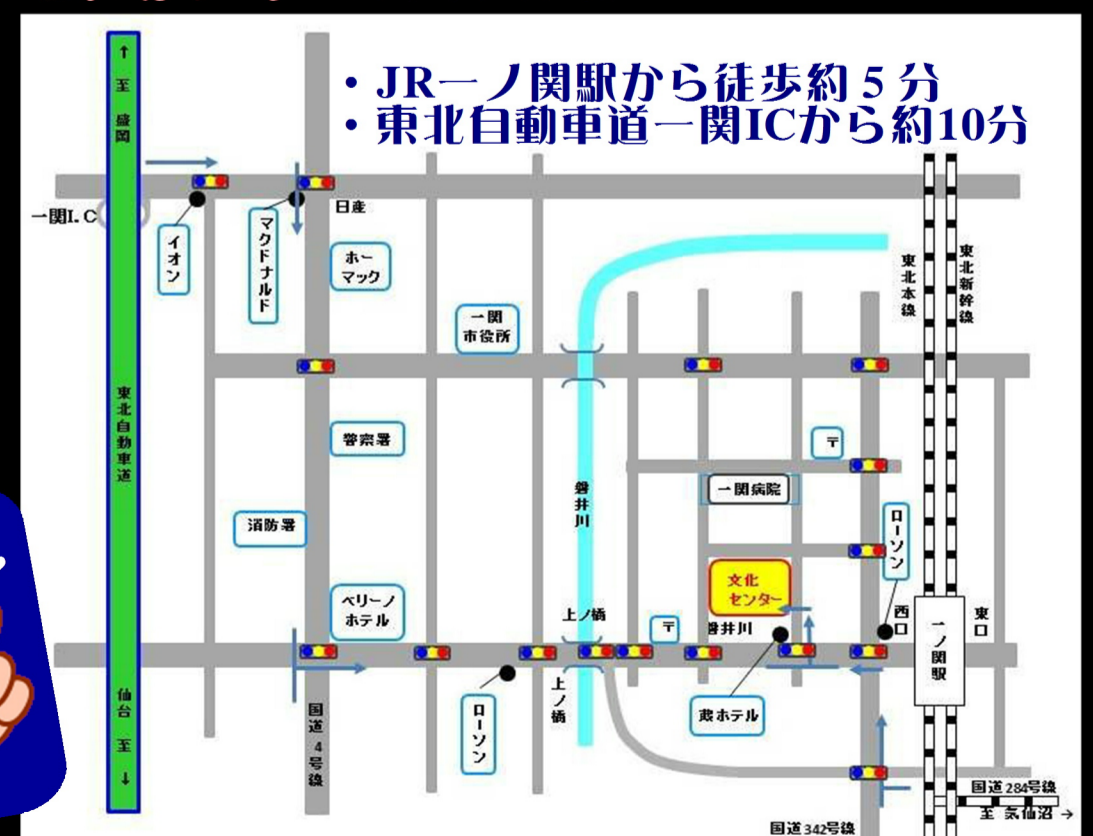 ・JR一ノ関駅から徒歩約５分
・東北自動車道一関ICから約10分
↑ 至 盛岡
東北自動車道
仙台 至 ↓
一関I.C
イオン
マクドナルド
日産
ホーマック
一関
市役所
東北本線
東北新幹線
警察署
〒
磐井川
一関病院
消防署
ローソン
文化
センター
ベリーノ
ホテル
上ノ橋
〒
磐井川
西口
一ノ関駅
東口
上ノ橋
ローソン
蔵ホテル
国道4号線
国道284号線
至 気仙沼 →
国道342号線